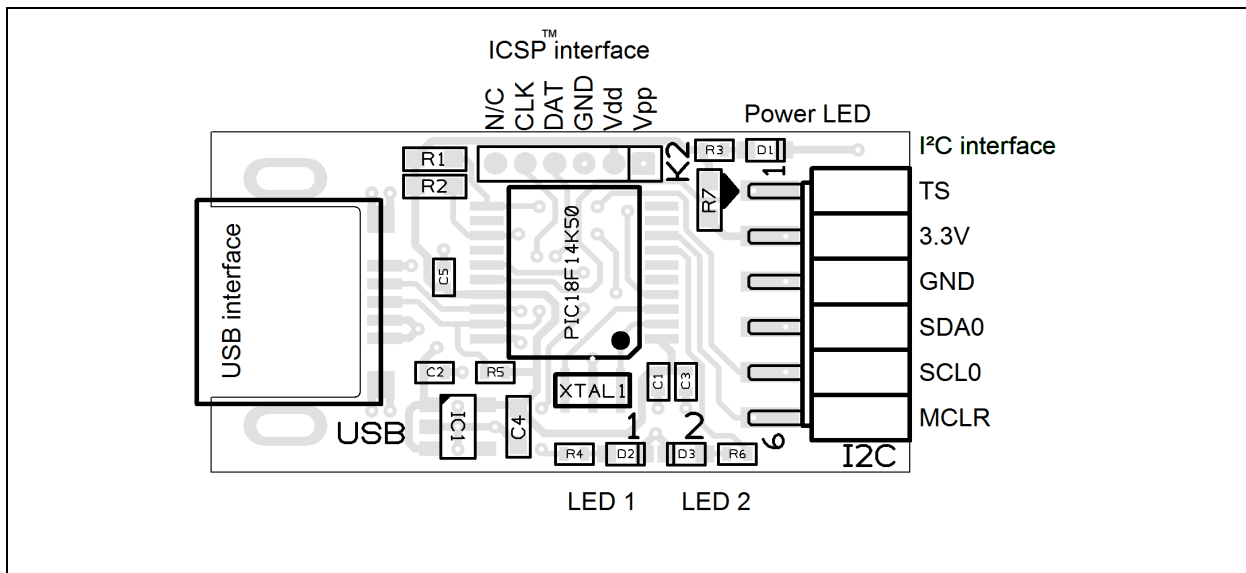 ICSP™ interface
N/C
CLK
DAT
GND
Vdd
Vpp
Power LED
I²C interface
R1
R2
K2
R3
D1
1
R7
TS
3.3V
GND
SDA0
SCL0
MCLR
USB interface
C5
PIC18F14K50
C2
R5
XTAL1
C1
C3
USB
IC1
C4
1
2
6
R4
D2
D3
R6
I2C
LED 1
LED 2